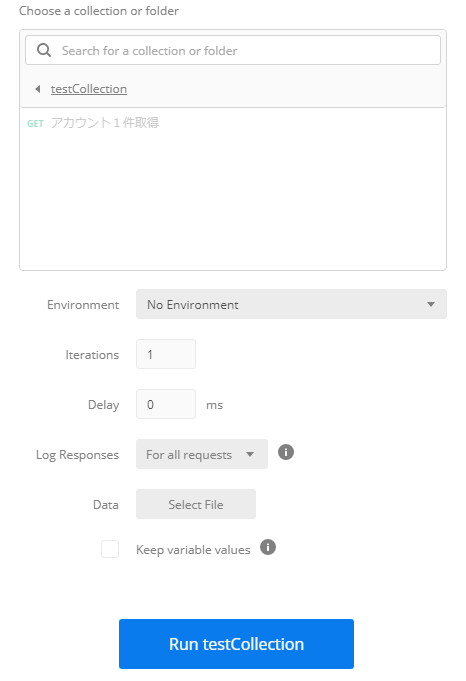 Choose a collection or folder
Search for a collection or folder
testCollection
GET アカウント１件取得
Environment No Environment
Iterations 1
Delay 0 ms
Log Responses For all requests
Data Select File
Keep variable values
Run testCollection